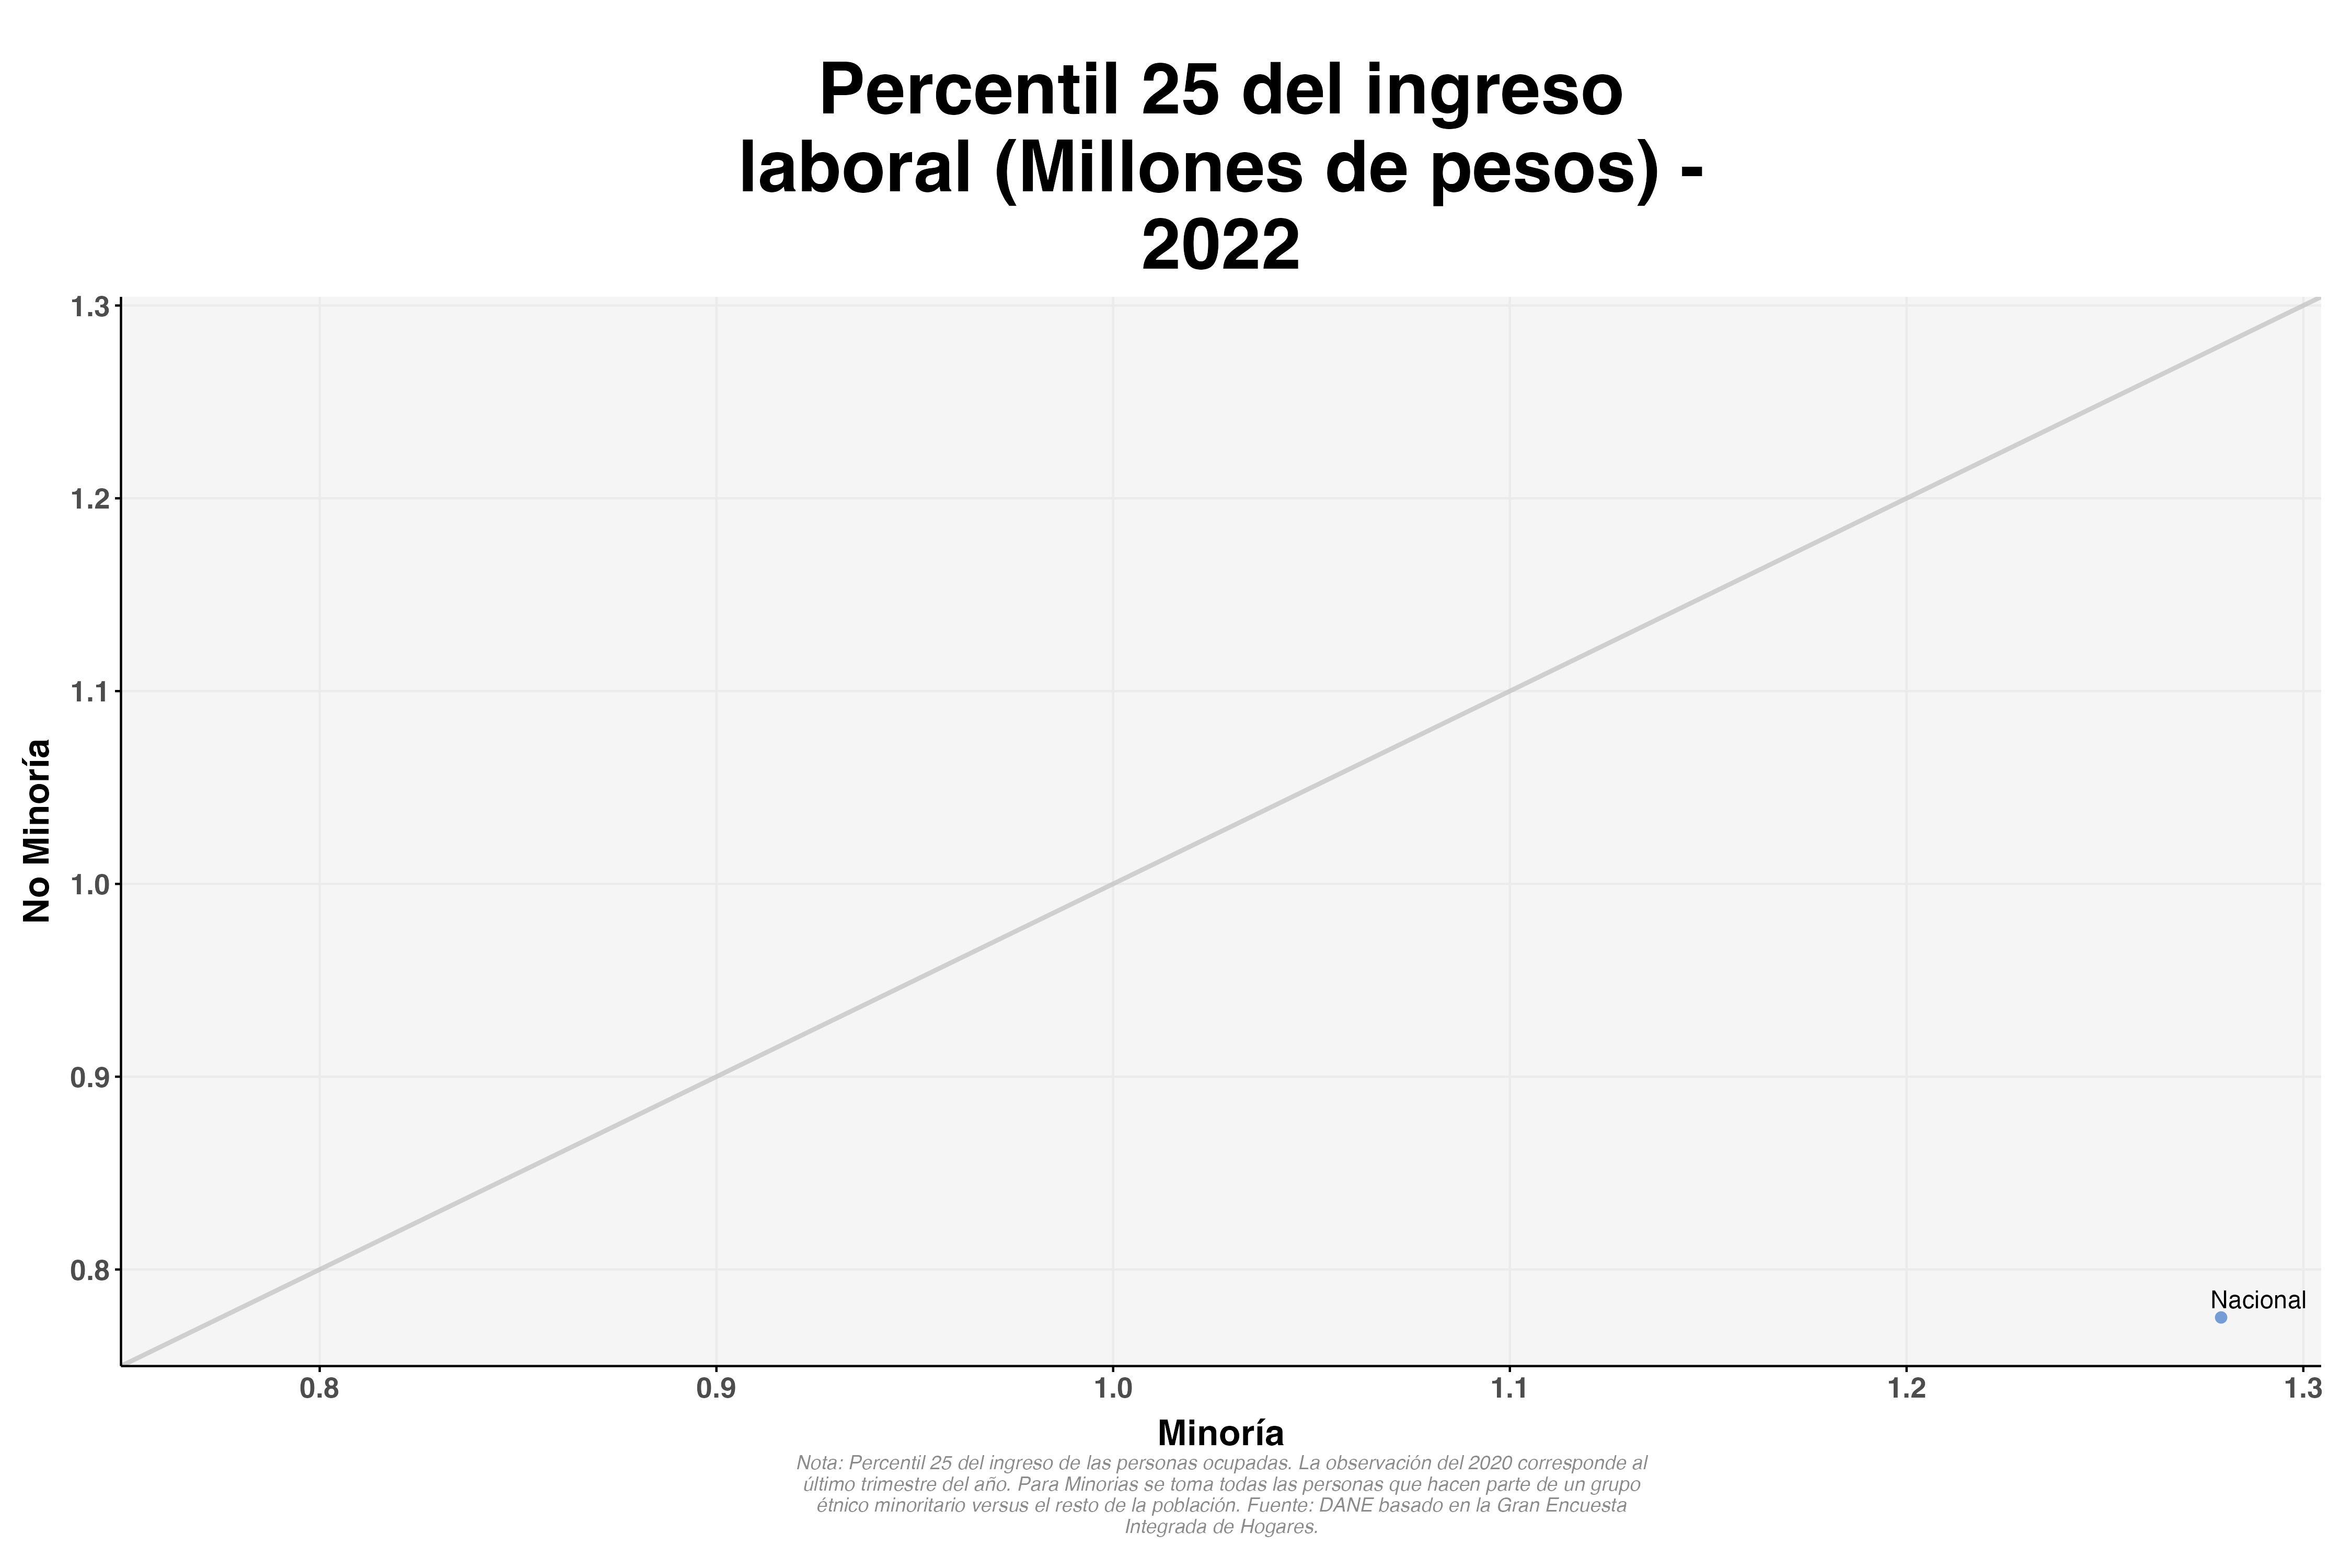 Percentil 25 del ingreso
laboral (Millones de pesos) -
2022
1.3
1.2
1.1
1.0
0.9
0.8
No Minoría
Nacional
0.8 0.9 1.0 1.1 1.2 1.3
Minoría
Nota: Percentil 25 del ingreso de las personas ocupadas. La observación del 2020 corresponde al
último trimestre del año. Para Minorias se toma todas las personas que hacen parte de un grupo
étnico minoritario versus el resto de la población. Fuente: DANE basado en la Gran Encuesta
Integrada de Hogares.